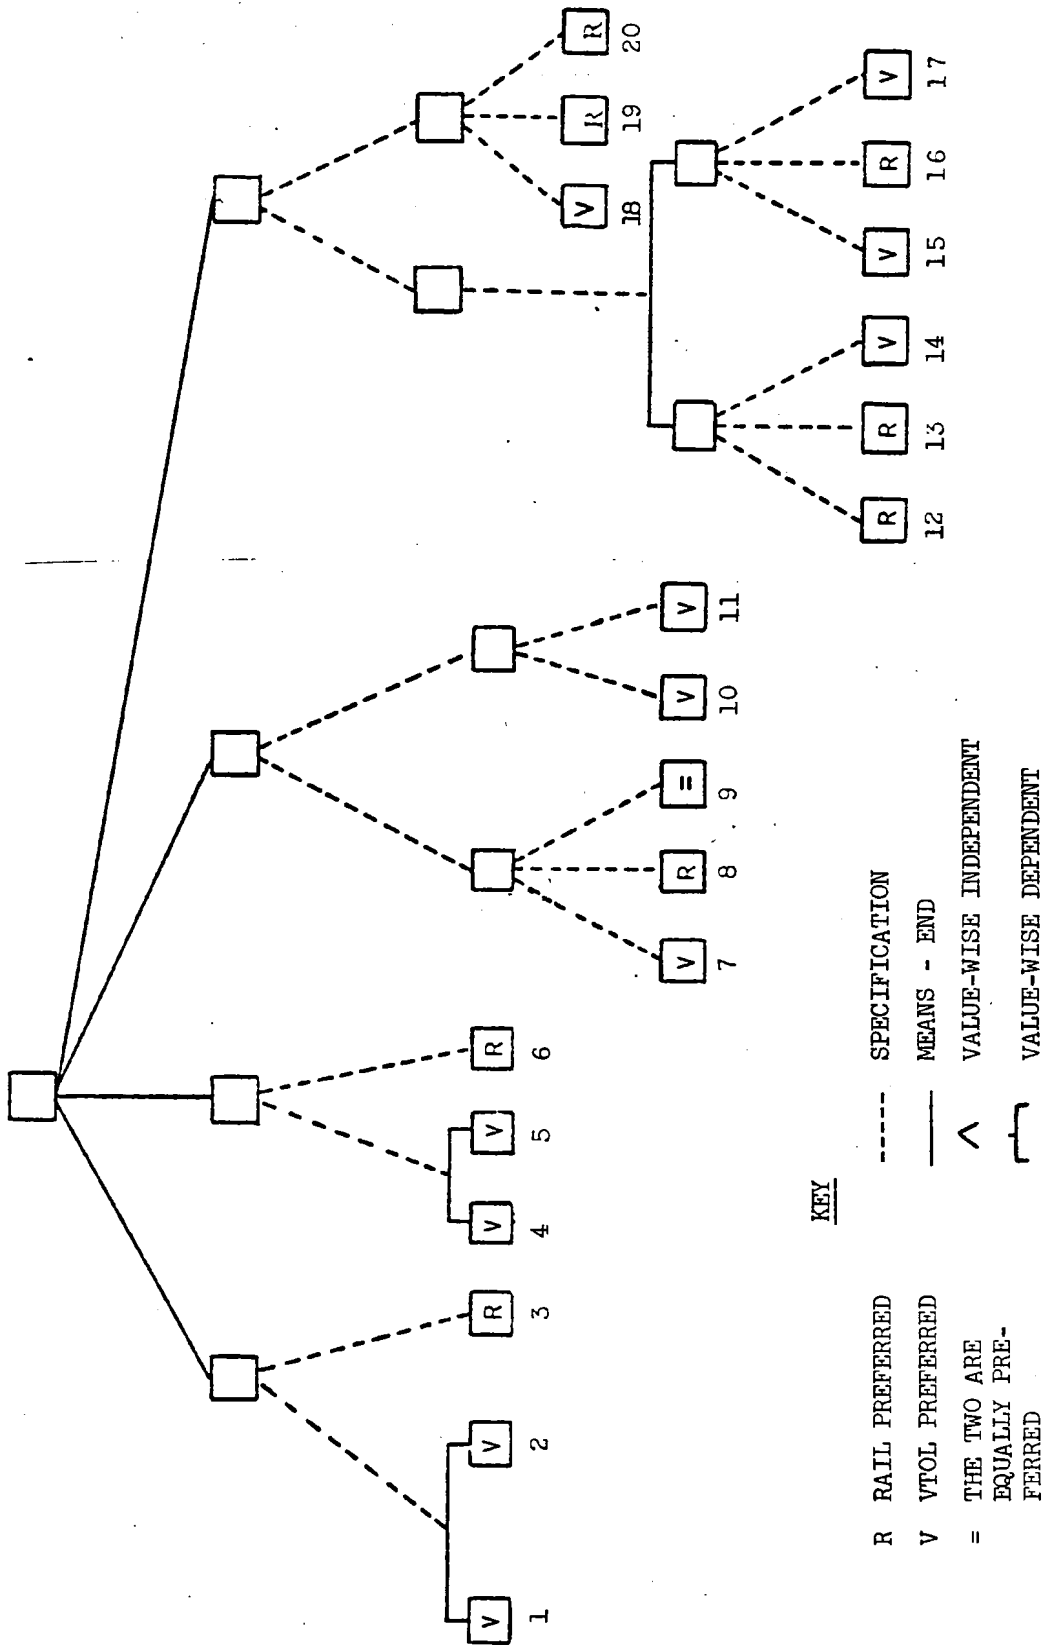 V V R V V R
1 2 3 4 5 6
V R R
18 19 20
V R = V V
7 8 9 10 11
R R V V R V
12 13 14 15 16 17
KEY
R RAIL PREFERRED
V VTOL PREFERRED
= THE TWO ARE
EQUALLY PRE-
FERRED
SPECIFICATION
MEANS - END
VALUE-WISE INDEPENDENT
VALUE-WISE DEPENDENT